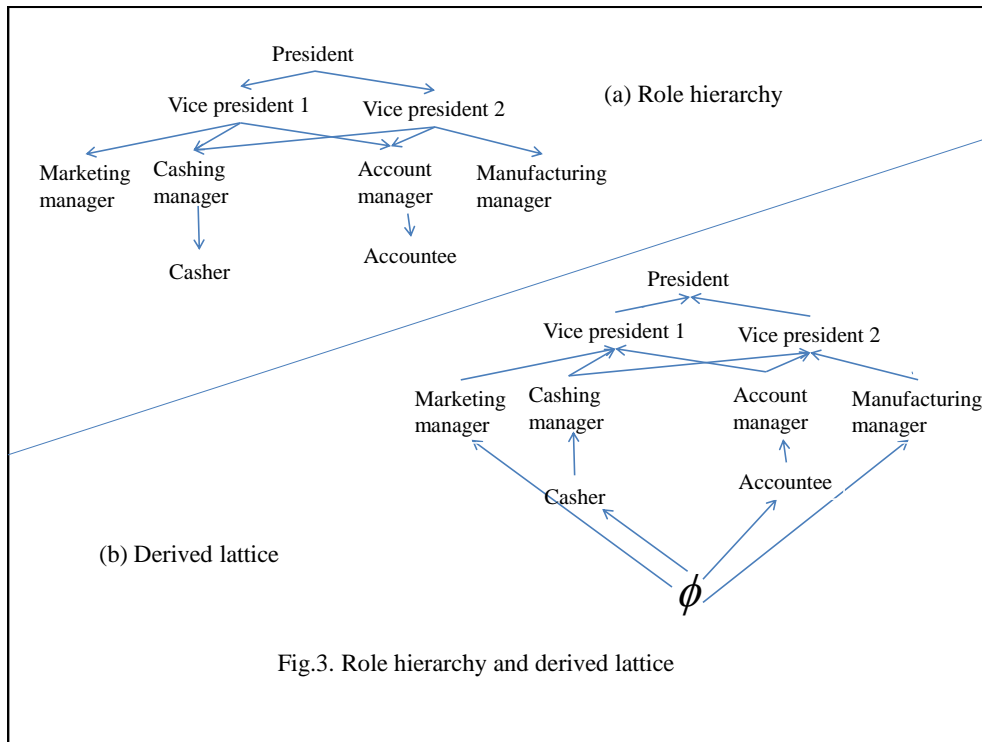 President
Vice president 1
Vice president 2
(a) Role hierarchy
Marketing
manager
Cashing
manager
Account
manager
Manufacturing
manager
Casher
Accountee
President
Vice president 1
Vice president 2
Marketing
manager
Cashing
manager
Account
manager
Manufacturing
manager
Casher
Accountee
(b) Derived lattice
ϕ
Fig.3. Role hierarchy and derived lattice